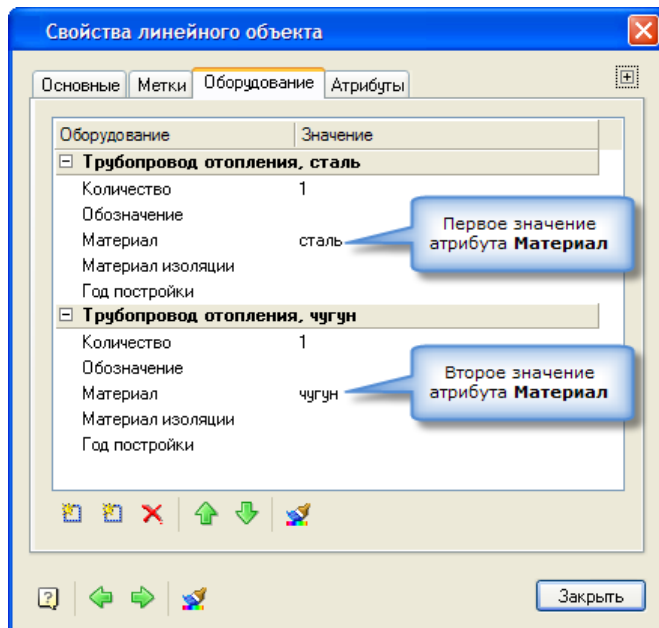 Свойства линейного объекта
Основные Метки Оборудование Атрибуты
Оборудование Значение
Трубопровод отопления, сталь
Количество 1
Обозначение
Материал сталь
Материал изоляции
Год постройки
Первое значение
атрибута Материал
Трубопровод отопления, чугун
Количество 1
Обозначение
Материал чугун
Материал изоляции
Год постройки
Второе значение
атрибута Материал
Закрыть